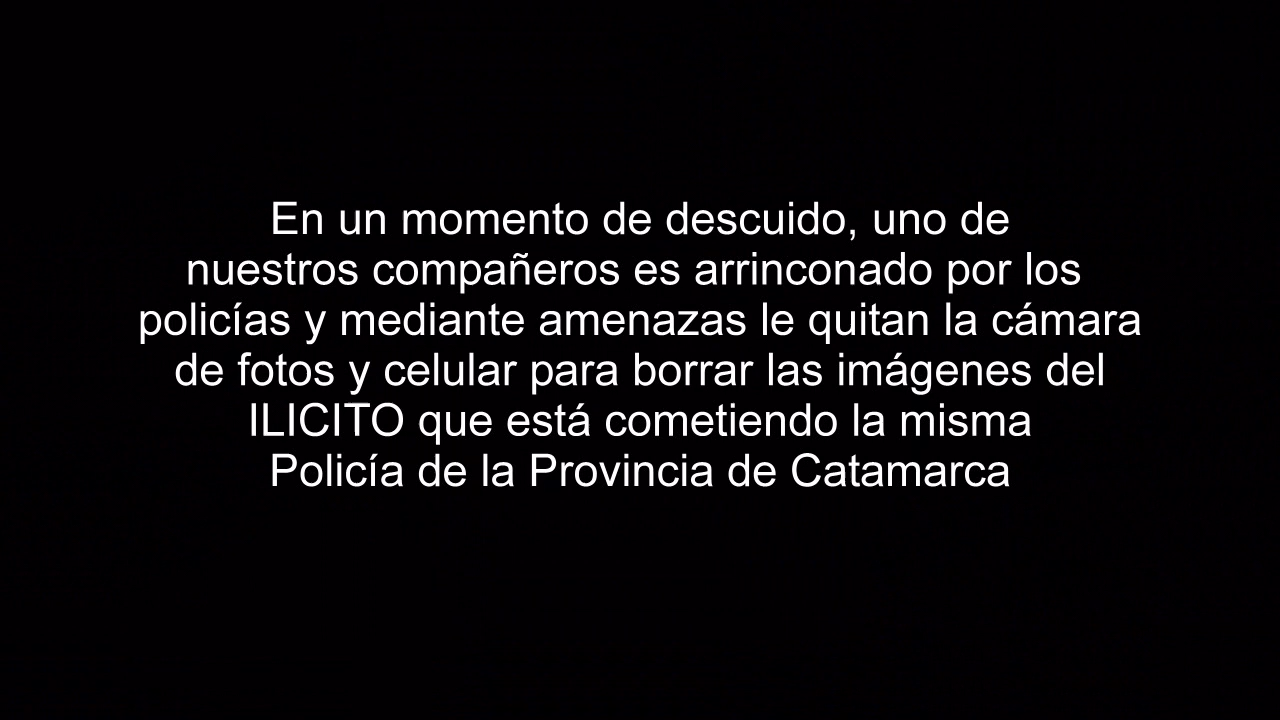 En un momento de descuido, uno de
nuestros compañeros es arrinconado por los
policías y mediante amenazas le quitan la cámara
de fotos y celular para borrar las imágenes del
ILICITO que está cometiendo la misma
Policía de la Provincia de Catamarca